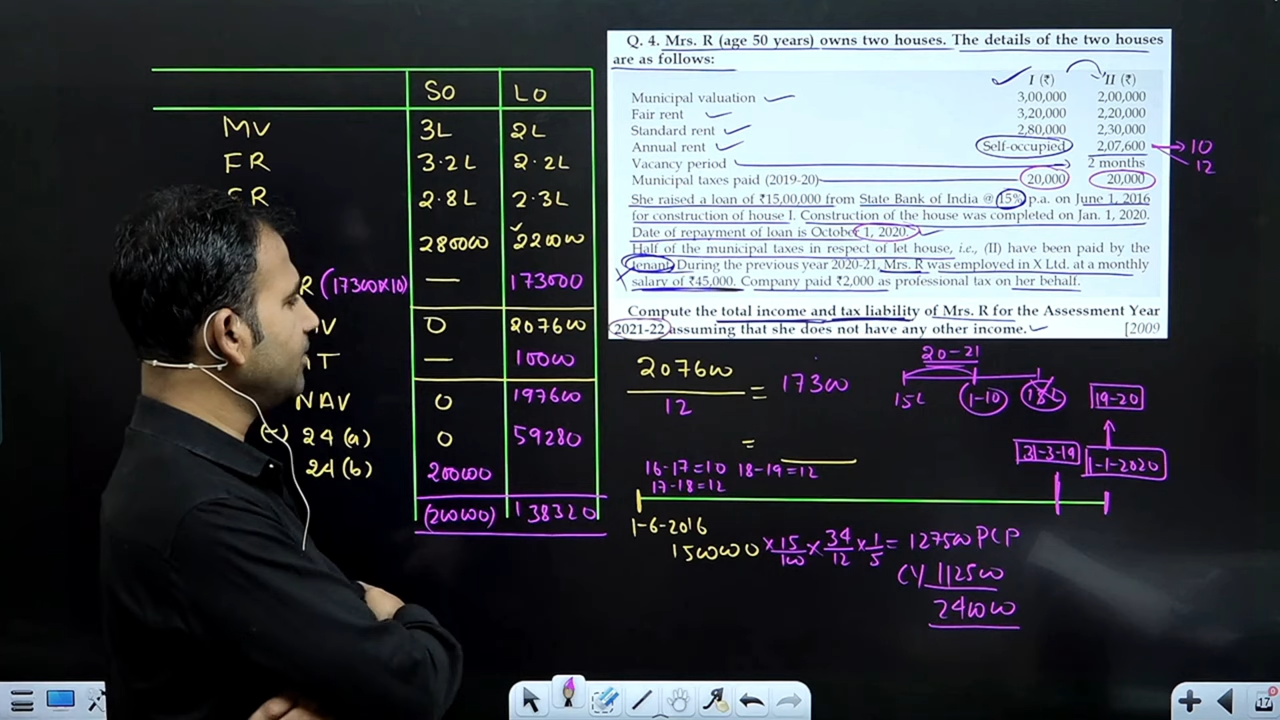 Q. 4. Mrs. R (age 50 years) owns two houses. The details of the two houses
are as follows:
I (₹) II (₹)
Municipal valuation 3,00,000 2,00,000
Fair rent 3,20,000 2,20,000
Standard rent 2,80,000 2,30,000
Annual rent Self-occupied 2,07,600
Vacancy period 2 months
Municipal taxes paid (2019-20) 20,000 20,000
She raised a loan of ₹15,00,000 from State Bank of India @ 15% p.a. on June 1, 2016
for construction of house I. Construction of the house was completed on Jan. 1, 2020.
Date of repayment of loan is October 1, 2020.
Half of the municipal taxes in respect of let house, i.e., (II) have been paid by the
tenant. During the previous year 2020-21, Mrs. R was employed in X Ltd. at a monthly
salary of ₹45,000. Company paid ₹2,000 as professional tax on her behalf.
Compute the total income and tax liability of Mrs. R for the Assessment Year
2021-22 assuming that she does not have any other income. [2009
10
12
SO LO
MV 3L 2L
FR 3.2L 2.2L
SR 2.8L 2.3L
280000 220000
R (17300x10) — 173000
V 0 207600
T — 10000
NAV 0 197600
(-) 24(a) 0 59280
24(b) 200000
(200000) 138320
207600
12
= 17300
=
20-21
15L 1-10
19-20
31-3-19
1-1-2020
16-17=10 18-19=12
17-18=12
1-6-2016
1500000 × 15/100 × 34/12 × 1/5 = 127500 PCP
112500
240000
17